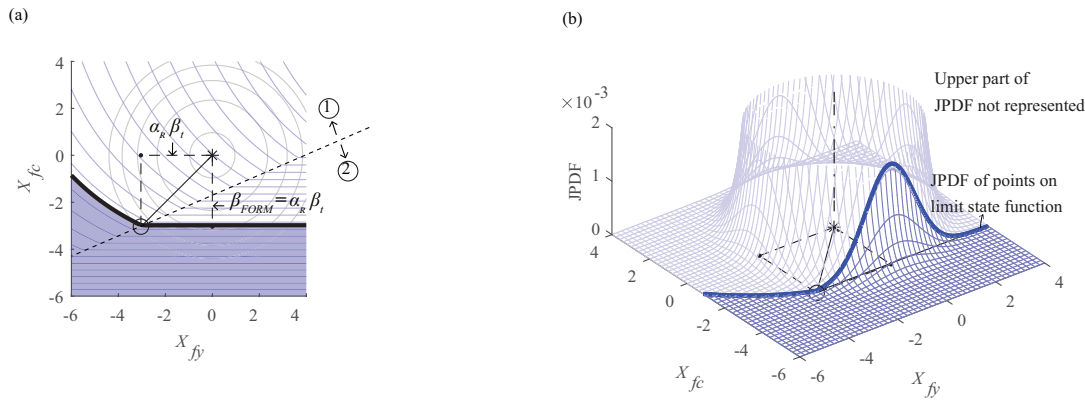 (a)
4
2
0
-2
-4
-6
-6
-4
-2
0
2
4
X_fc
X_fy
α_R β_t
β_FORM = α_R β_t
1
2
(b)
×10⁻³
2
1
0
JPDF
Upper part of
JPDF not represented
JPDF of points on
limit state function
4
2
0
-2
-4
-6
X_fc
-6
-4
-2
0
2
4
X_fy